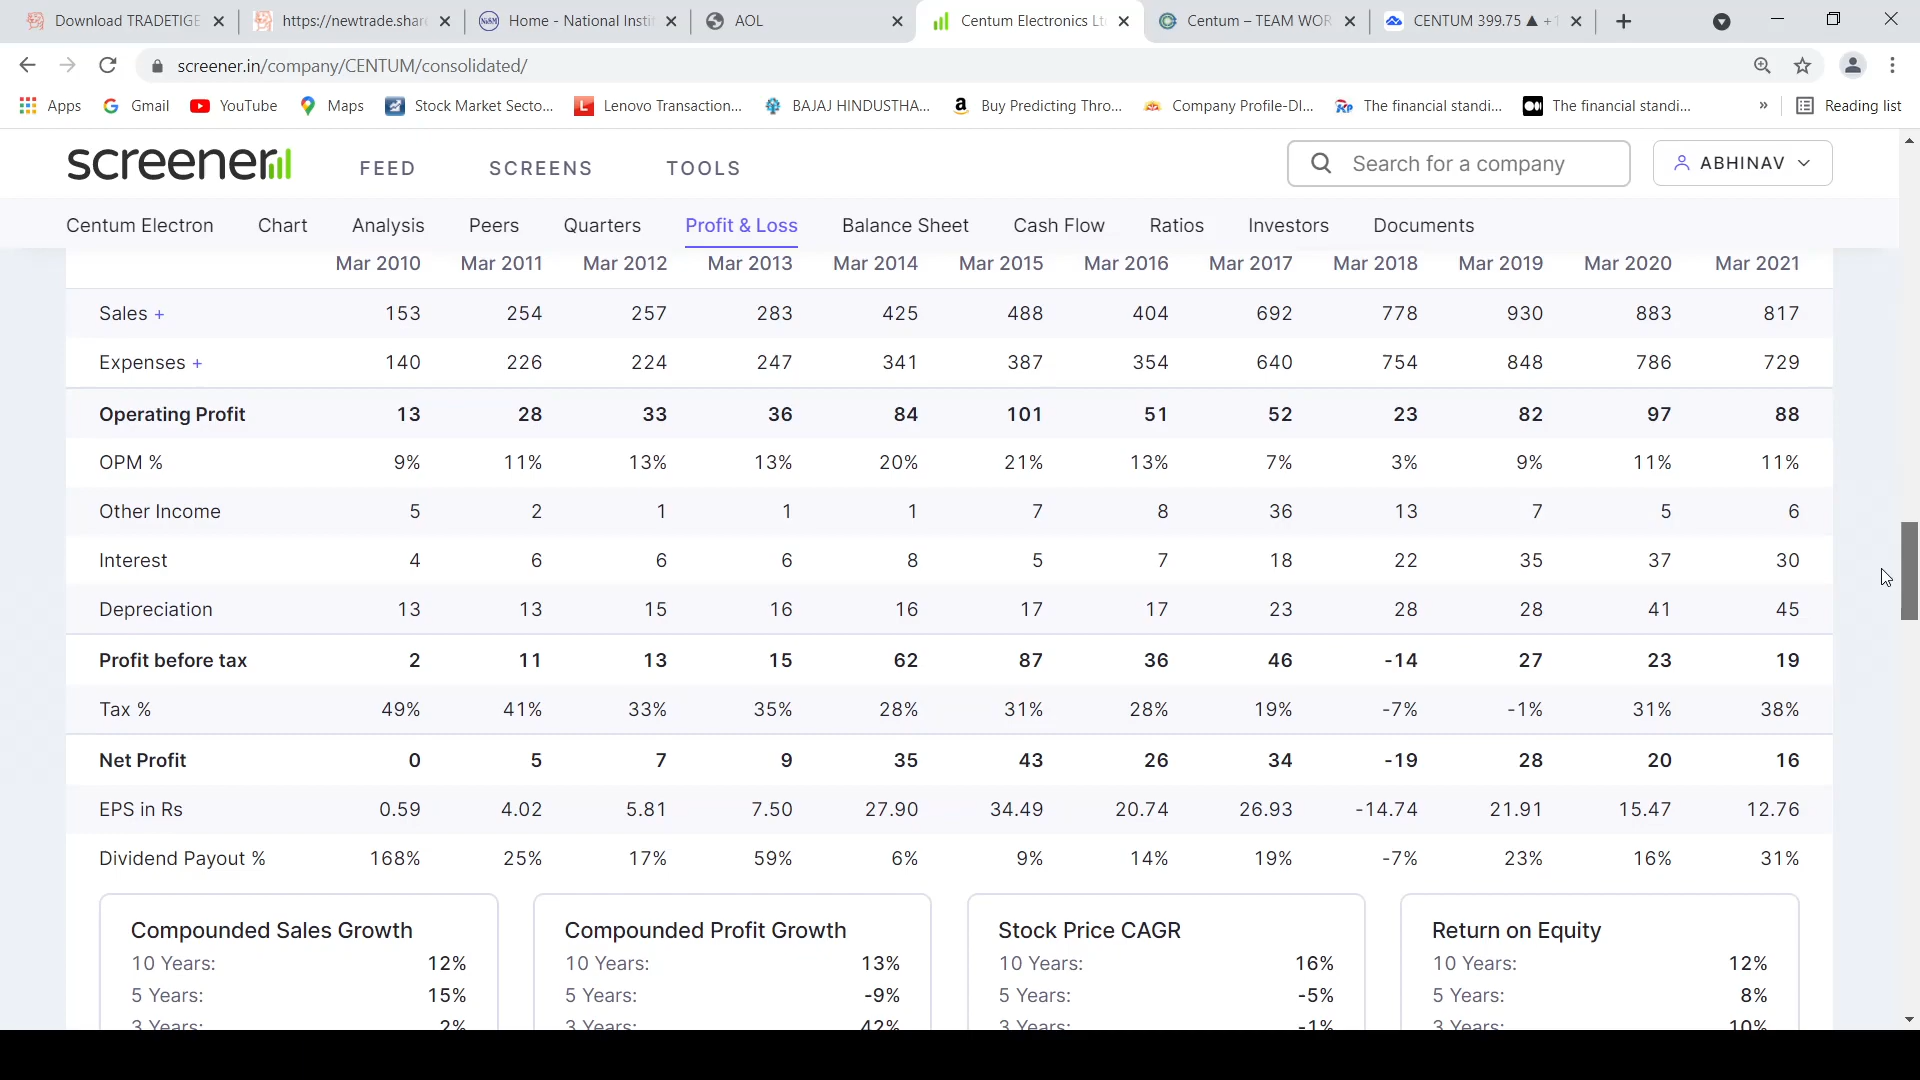 Download TRADETIGE
https://newtrade.shar
Home - National Instit
AOL
Centum Electronics Lt
Centum – TEAM WOR
CENTUM 399.75 ▲ +1
screener.in/company/CENTUM/consolidated/
Apps
Gmail
YouTube
Maps
Stock Market Secto...
Lenovo Transaction...
BAJAJ HINDUSTHA...
Buy Predicting Thro...
Company Profile-DI...
The financial standi...
The financial standi...
»
Reading list
screener
FEED
SCREENS
TOOLS
Search for a company
ABHINAV
Centum Electron
Chart
Analysis
Peers
Quarters
Profit & Loss
Balance Sheet
Cash Flow
Ratios
Investors
Documents
Mar 2010 Mar 2011 Mar 2012 Mar 2013 Mar 2014 Mar 2015 Mar 2016 Mar 2017 Mar 2018 Mar 2019 Mar 2020 Mar 2021
Sales + 153 254 257 283 425 488 404 692 778 930 883 817
Expenses + 140 226 224 247 341 387 354 640 754 848 786 729
Operating Profit 13 28 33 36 84 101 51 52 23 82 97 88
OPM % 9% 11% 13% 13% 20% 21% 13% 7% 3% 9% 11% 11%
Other Income 5 2 1 1 1 7 8 36 13 7 5 6
Interest 4 6 6 6 8 5 7 18 22 35 37 30
Depreciation 13 13 15 16 16 17 17 23 28 28 41 45
Profit before tax 2 11 13 15 62 87 36 46 -14 27 23 19
Tax % 49% 41% 33% 35% 28% 31% 28% 19% -7% -1% 31% 38%
Net Profit 0 5 7 9 35 43 26 34 -19 28 20 16
EPS in Rs 0.59 4.02 5.81 7.50 27.90 34.49 20.74 26.93 -14.74 21.91 15.47 12.76
Dividend Payout % 168% 25% 17% 59% 6% 9% 14% 19% -7% 23% 16% 31%
Compounded Sales Growth
10 Years: 12%
5 Years: 15%
3 Years: 2%
Compounded Profit Growth
10 Years: 13%
5 Years: -9%
3 Years: 42%
Stock Price CAGR
10 Years: 16%
5 Years: -5%
3 Years: -1%
Return on Equity
10 Years: 12%
5 Years: 8%
3 Years: 10%